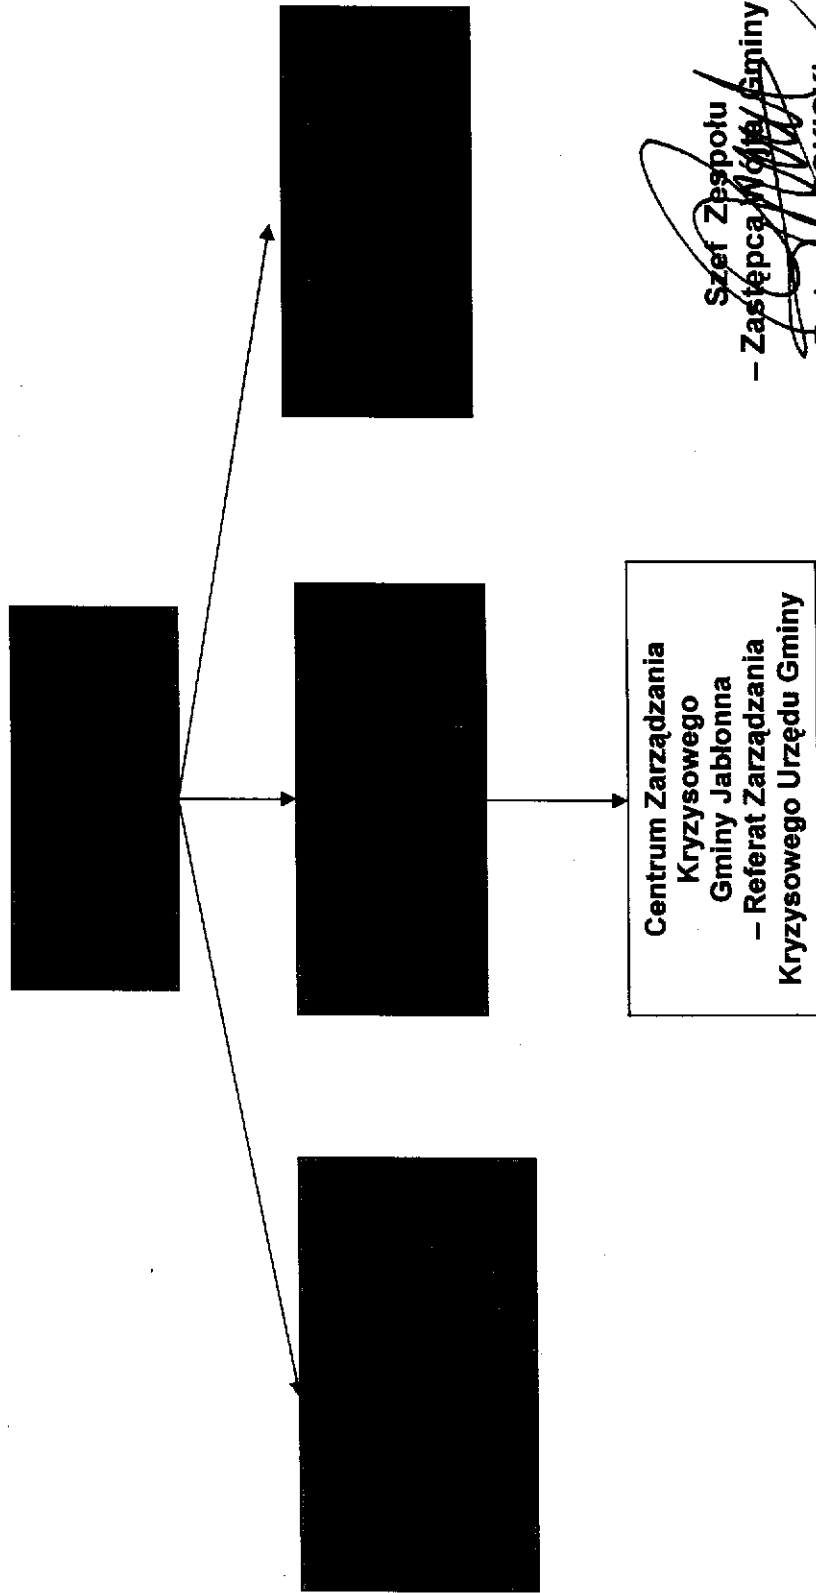 Centrum Zarządzania
Kryzysowego
Gminy Jabłonna
– Referat Zarządzania
Kryzysowego Urzędu Gminy
Szef Zespołu
– Zastępca Wójta Gminy